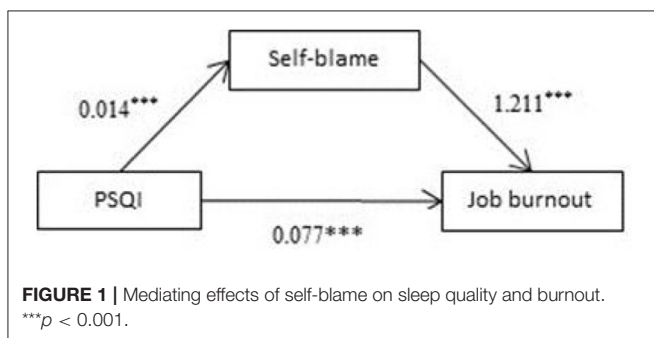 Self-blame
0.014***
1.211***
PSQI
Job burnout
0.077***
FIGURE 1 | Mediating effects of self-blame on sleep quality and burnout.
***p < 0.001.